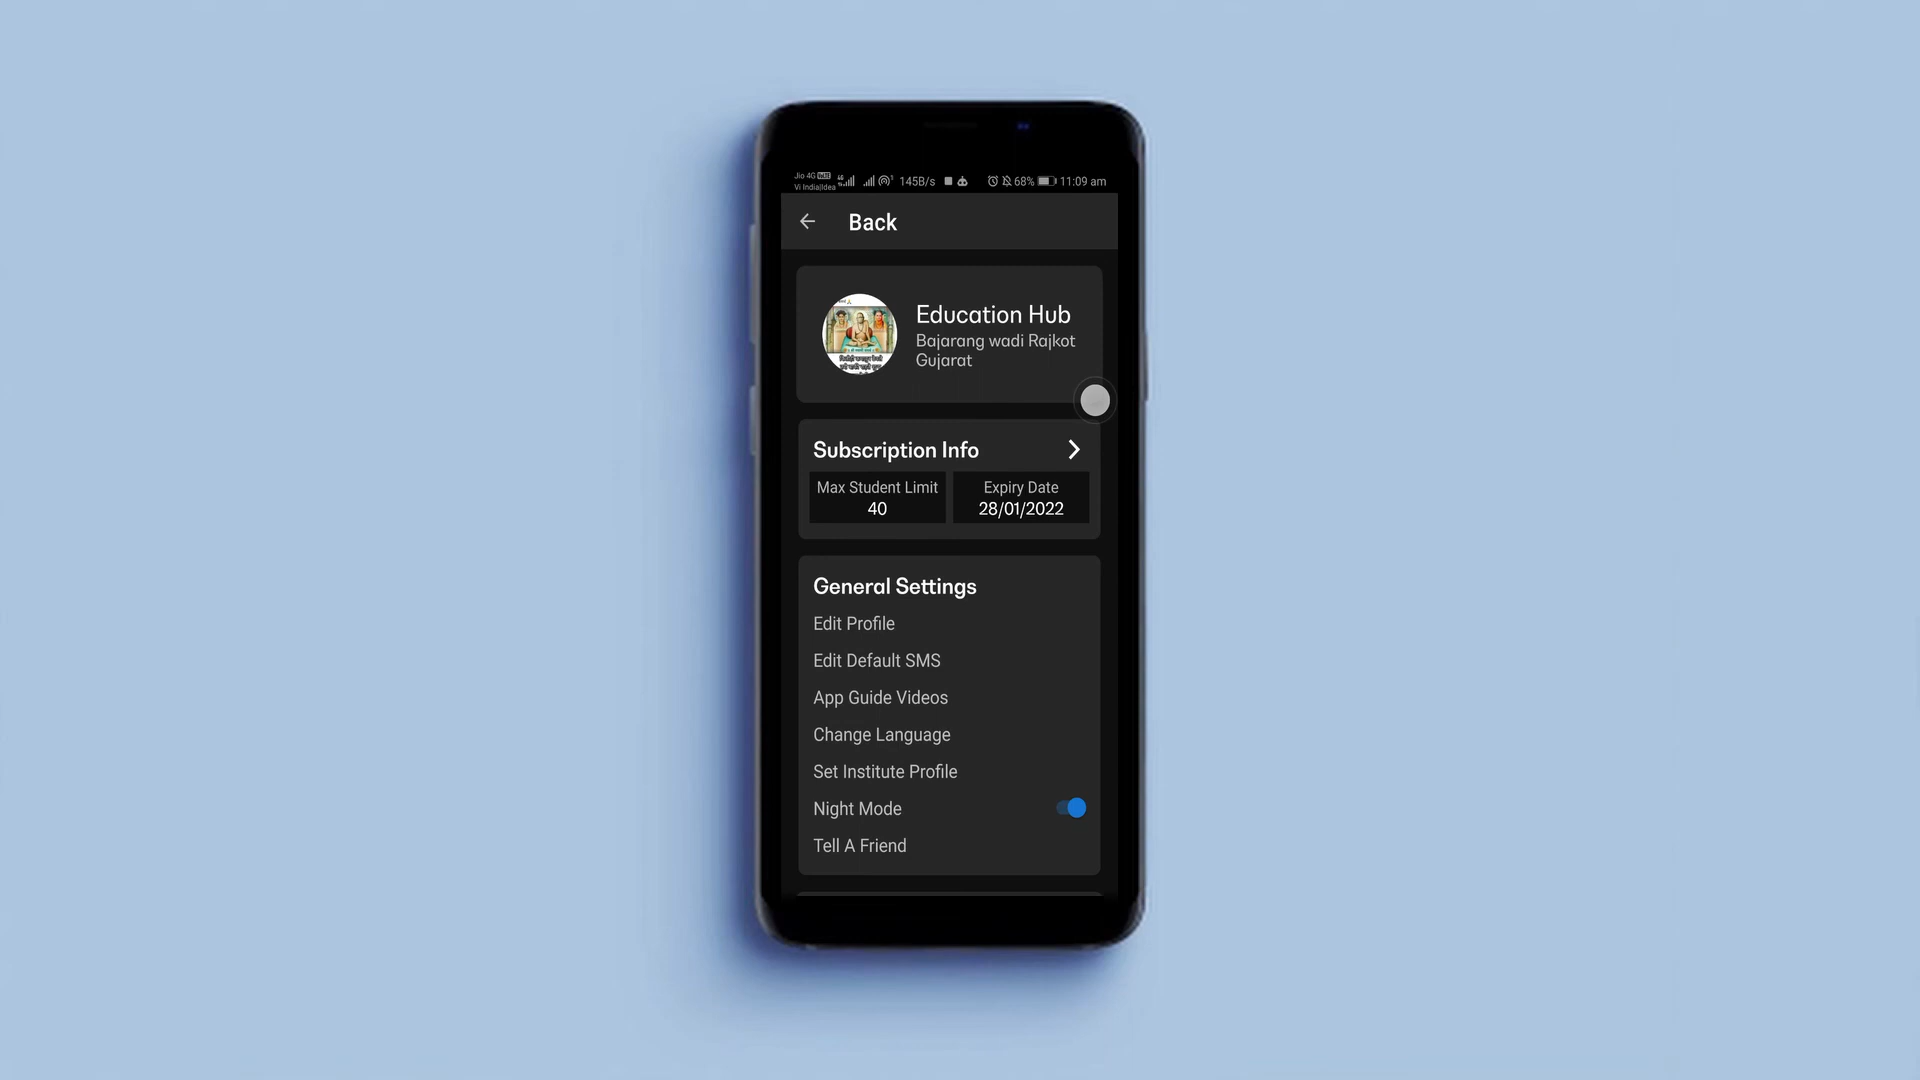 Jio 4G VoLTE
Vi India|Idea
145B/s
68%
11:09 am
Back
Education Hub
Bajarang wadi Rajkot
Gujarat
Subscription Info
Max Student Limit
40
Expiry Date
28/01/2022
General Settings
Edit Profile
Edit Default SMS
App Guide Videos
Change Language
Set Institute Profile
Night Mode
Tell A Friend